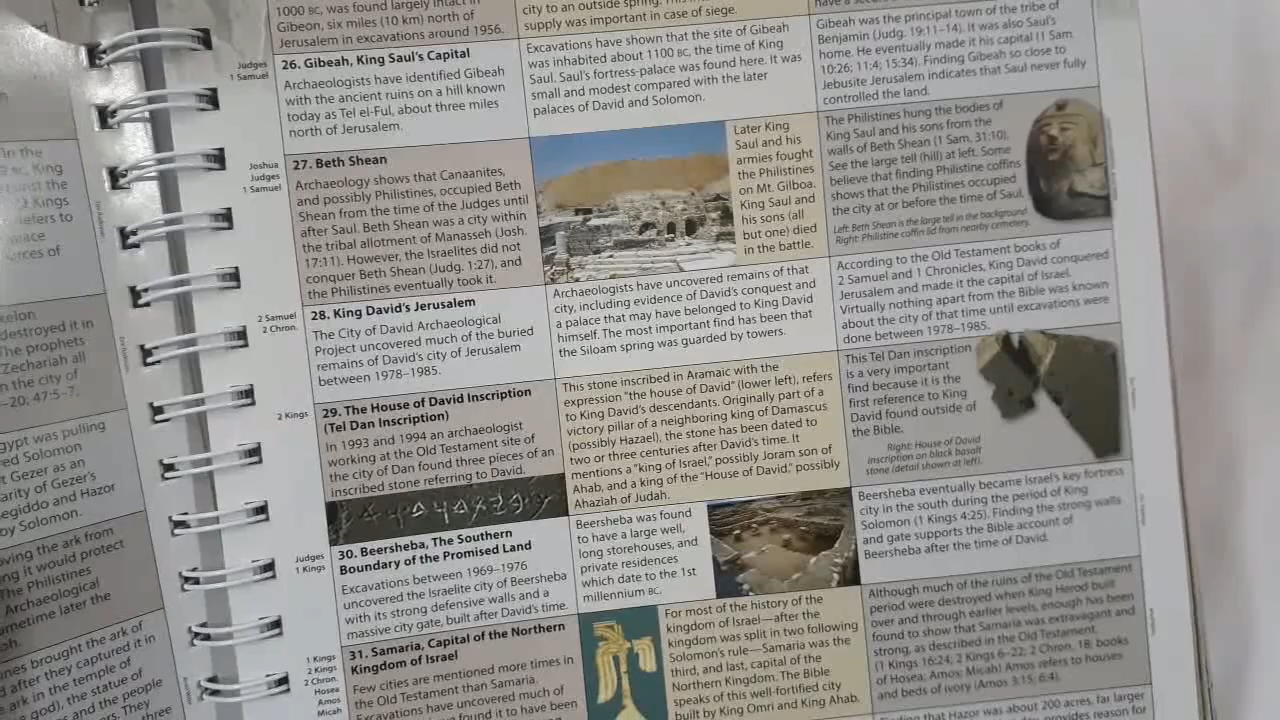 1000 BC, was found largely intact in
Gibeon, six miles (10 km) north of
Jerusalem in excavations around 1956.
city to an outside spring.
supply was important in case of siege.
Judges
1 Samuel
26. Gibeah, King Saul's Capital
Archaeologists have identified Gibeah
with the ancient ruins on a hill known
today as Tel el-Ful, about three miles
north of Jerusalem.
Excavations have shown that the site of Gibeah
was inhabited about 1100 BC, the time of King
Saul. Saul's fortress-palace was found here. It was
small and modest compared with the later
palaces of David and Solomon.
Gibeah was the principal town of the tribe of
Benjamin (Judg. 19:11–14). It was also Saul's
home. He eventually made it his capital (1 Sam.
10:26; 11:4; 15:34). Finding Gibeah so close to
Jebusite Jerusalem indicates that Saul never fully
controlled the land.
Joshua
Judges
1 Samuel
27. Beth Shean
Archaeology shows that Canaanites,
and possibly Philistines, occupied Beth
Shean from the time of the Judges until
after Saul. Beth Shean was a city within
the tribal allotment of Manasseh (Josh.
17:11). However, the Israelites did not
conquer Beth Shean (Judg. 1:27), and
the Philistines eventually took it.
Later King
Saul and his
armies fought
the Philistines
on Mt. Gilboa.
King Saul and
his sons (all
but one) died
in the battle.
The Philistines hung the bodies of
King Saul and his sons from the
walls of Beth Shean (1 Sam. 31:10).
See the large tell (hill) at left. Some
believe that finding Philistine coffins
shows that the Philistines occupied
the city at or before the time of Saul.
Left: Beth Shean is the large tell in the background
Right: Philistine coffin lid from nearby cemetery.
2 Samuel
2 Chron.
28. King David's Jerusalem
The City of David Archaeological
Project uncovered much of the buried
remains of David's city of Jerusalem
between 1978–1985.
Archaeologists have uncovered remains of that
city, including evidence of David's conquest and
a palace that may have belonged to King David
himself. The most important find has been that
the Siloam spring was guarded by towers.
According to the Old Testament books of
2 Samuel and 1 Chronicles, King David conquered
Jerusalem and made it the capital of Israel.
Virtually nothing apart from the Bible was known
about the city of that time until excavations were
done between 1978–1985.
2 Kings
29. The House of David Inscription
(Tel Dan Inscription)
In 1993 and 1994 an archaeologist
working at the Old Testament site of
the city of Dan found three pieces of an
inscribed stone referring to David.
This stone inscribed in Aramaic with the
expression "the house of David" (lower left), refers
to King David's descendants. Originally part of a
victory pillar of a neighboring king of Damascus
(possibly Hazael), the stone has been dated to
two or three centuries after David's time. It
mentions a "king of Israel," possibly Joram son of
Ahab, and a king of the "House of David," possibly
Ahaziah of Judah.
This Tel Dan inscription
is a very important
find because it is the
first reference to King
David found outside of
the Bible.
Right: House of David
inscription on black basalt
stone (detail shown at left).
Judges
1 Kings
30. Beersheba, The Southern
Boundary of the Promised Land
Excavations between 1969–1976
uncovered the Israelite city of Beersheba
with its strong defensive walls and a
massive city gate, built after David's time.
Beersheba was found
to have a large well,
long storehouses, and
private residences
which date to the 1st
millennium BC.
Beersheba eventually became Israel's key fortress
city in the south during the period of King
Solomon (1 Kings 4:25). Finding the strong walls
and gate supports the Bible account of
Beersheba after the time of David.
1 Kings
2 Kings
2 Chron.
Hosea
Amos
Micah
31. Samaria, Capital of the Northern
Kingdom of Israel
Few cities are mentioned more times in
the Old Testament than Samaria.
Excavations have uncovered much of
found it to have been
For most of the history of the
kingdom of Israel—after the
kingdom was split in two following
Solomon's rule—Samaria was the
third, and last, capital of the
Northern Kingdom. The Bible
speaks of this well-fortified city
built by King Omri and King Ahab.
Although much of the ruins of the Old Testament
period were destroyed when King Herod built
over and through earlier levels, enough has been
found to show that Samaria was extravagant and
strong, as described in the Old Testament.
(1 Kings 16:24; 2 Kings 6–22; 2 Chron. 18; books
of Hosea; Amos; Micah) Amos refers to houses
and beds of ivory (Amos 3:15; 6:4).
Finding that Hazor was about 200 acres, far larger
provides reason for